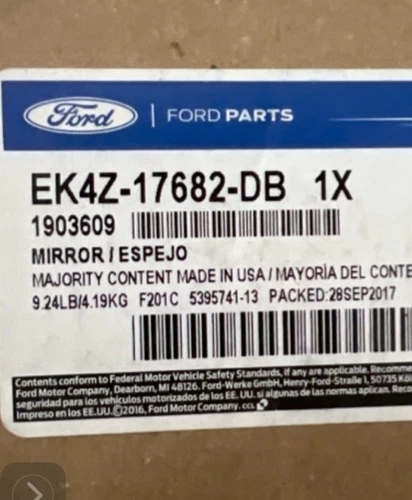 Ford | FORD PARTS
EK4Z-17682-DB 1X
1903609
MIRROR / ESPEJO
MAJORITY CONTENT MADE IN USA / MAYORÍA DEL CONTE
9.24LB/4.19KG F201C 5395741-13 PACKED:28SEP2017
Contents conform to Federal Motor Vehicle Safety Standards, if any are applicable. Recomme
Ford Motor Company, Dearborn, MI 48126. Ford-Werke GmbH, Henry-Ford-Straße 1, 50735 Köl
seguridad para los vehículos motorizados de los EE. UU. si algunas de las normas aplican. Reco
Impreso en los EE.UU.©2016, Ford Motor Company.